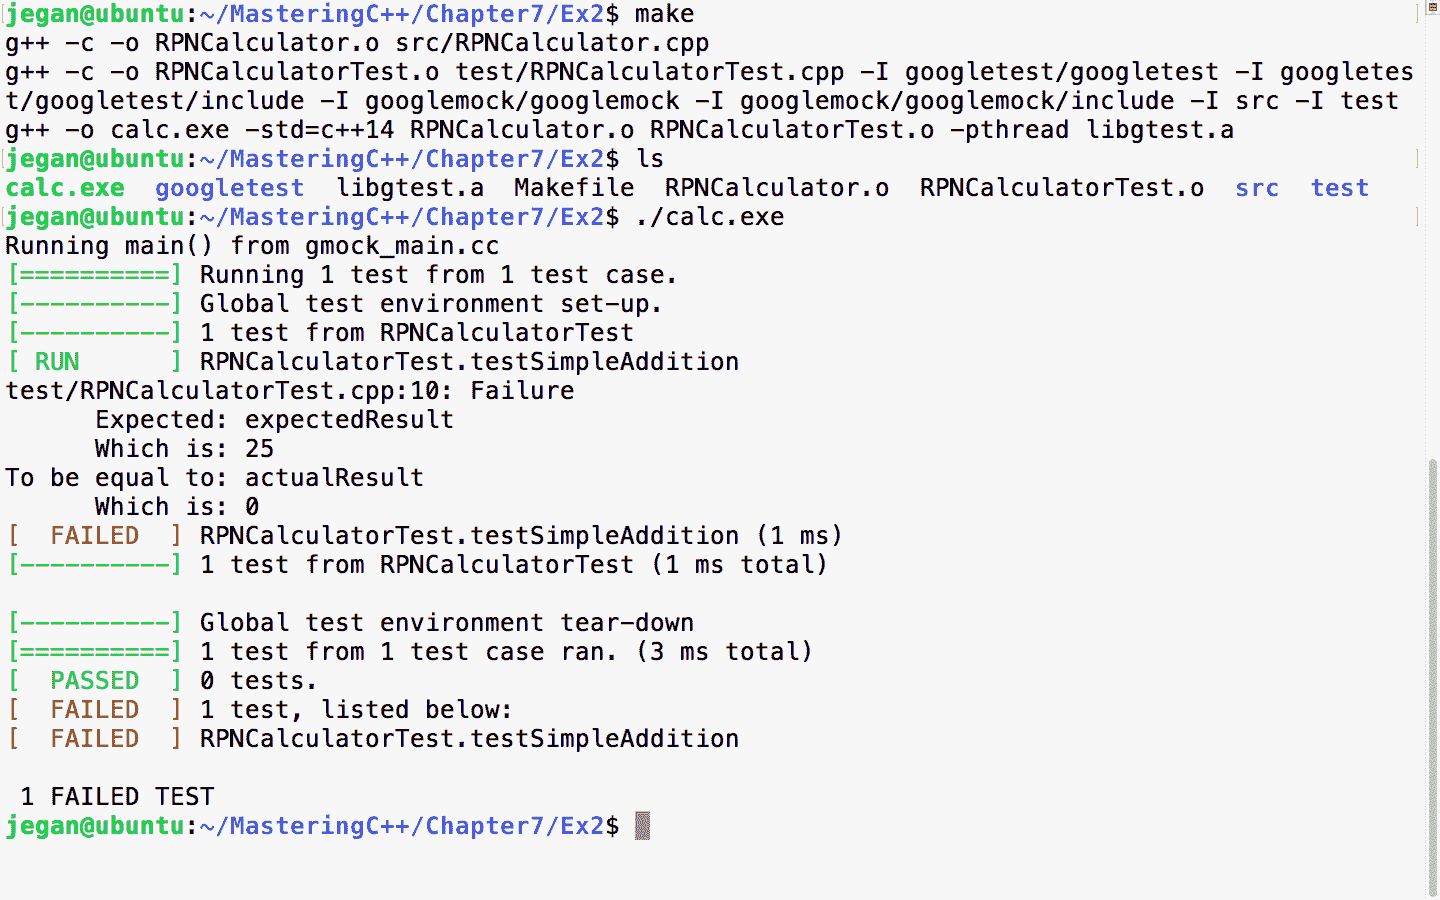 jegan@ubuntu:~/MasteringC++/Chapter7/Ex2$ make
g++ -c -o RPNCalculator.o src/RPNCalculator.cpp
g++ -c -o RPNCalculatorTest.o test/RPNCalculatorTest.cpp -I googletest/googletest -I googletes
t/googletest/include -I googlemock/googlemock -I googlemock/googlemock/include -I src -I test
g++ -o calc.exe -std=c++14 RPNCalculator.o RPNCalculatorTest.o -pthread libgtest.a
jegan@ubuntu:~/MasteringC++/Chapter7/Ex2$ ls
calc.exe  googletest  libgtest.a  Makefile  RPNCalculator.o  RPNCalculatorTest.o  src  test
jegan@ubuntu:~/MasteringC++/Chapter7/Ex2$ ./calc.exe
Running main() from gmock_main.cc
[==========] Running 1 test from 1 test case.
[----------] Global test environment set-up.
[----------] 1 test from RPNCalculatorTest
[ RUN      ] RPNCalculatorTest.testSimpleAddition
test/RPNCalculatorTest.cpp:10: Failure
      Expected: expectedResult
      Which is: 25
To be equal to: actualResult
      Which is: 0
[  FAILED  ] RPNCalculatorTest.testSimpleAddition (1 ms)
[----------] 1 test from RPNCalculatorTest (1 ms total)

[----------] Global test environment tear-down
[==========] 1 test from 1 test case ran. (3 ms total)
[  PASSED  ] 0 tests.
[  FAILED  ] 1 test, listed below:
[  FAILED  ] RPNCalculatorTest.testSimpleAddition

 1 FAILED TEST
jegan@ubuntu:~/MasteringC++/Chapter7/Ex2$